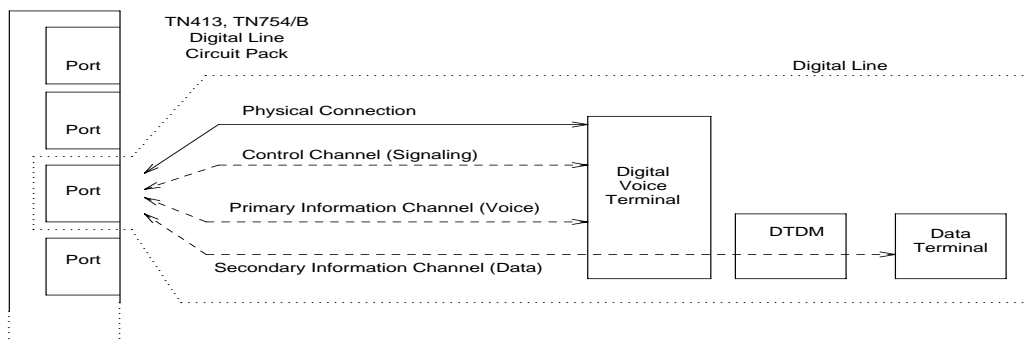 TN413, TN754/B
Digital Line
Circuit Pack
Port
Digital Line
Physical Connection
Port
Control Channel (Signaling)
Digital
Voice
Terminal
Port
Primary Information Channel (Voice)
DTDM
Data
Terminal
Port
Secondary Information Channel (Data)